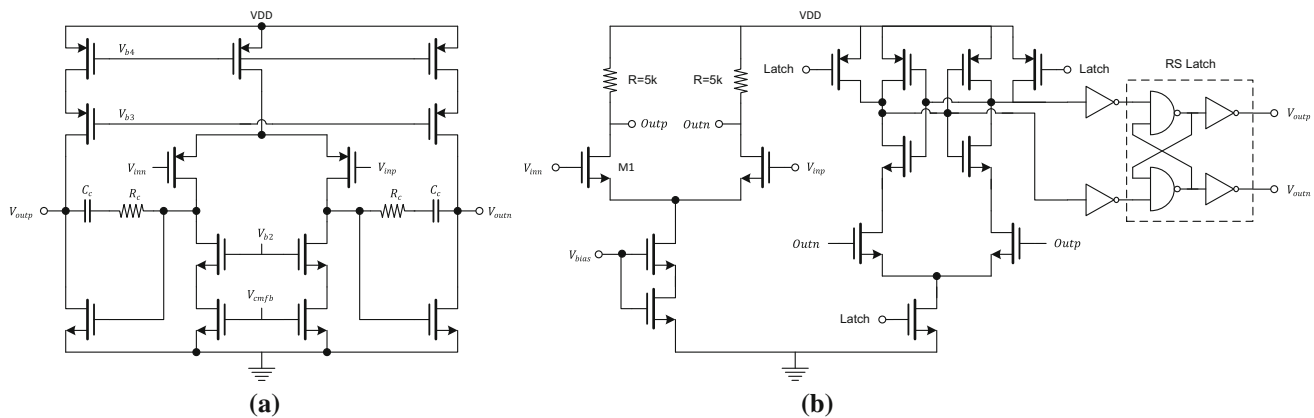 VDD
V_b4
V_b3
V_inn
V_inp
C_c
R_c
R_c
C_c
V_outp
V_outn
V_b2
V_cmfb
(a)
VDD
R=5k
R=5k
Latch
Latch
RS Latch
Outp
Outn
V_outp
V_inn
M1
V_inp
V_outn
V_bias
Outn
Outp
Latch
(b)